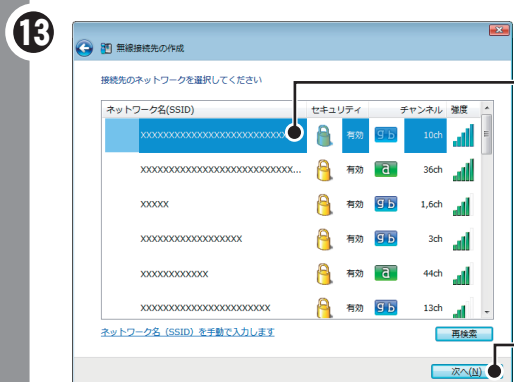 13
無線接続先の作成
接続先のネットワークを選択してください
ネットワーク名(SSID) セキュリティ チャンネル 強度
xxxxxxxxxxxxxxxxxxxxxxxxxx 有効 g b 10ch
xxxxxxxxxxxxxxxxxxxxxxxxxxx... 有効 a 36ch
xxxxx 有効 g b 1,6ch
xxxxxxxxxxxxxxxxxx 有効 g b 3ch
xxxxxxxxxxxx 有効 a 44ch
xxxxxxxxxxxxxxxxxxxxxxx 有効 g b 13ch
ネットワーク名（SSID）を手動で入力します 再検索
次へ(N)